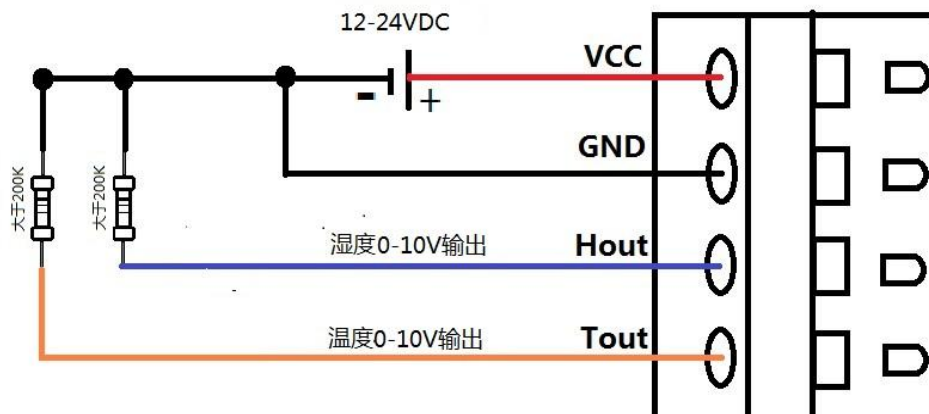 12-24VDC
VCC
- +
GND
大于200K
大于200K
湿度0-10V输出 Hout
温度0-10V输出 Tout